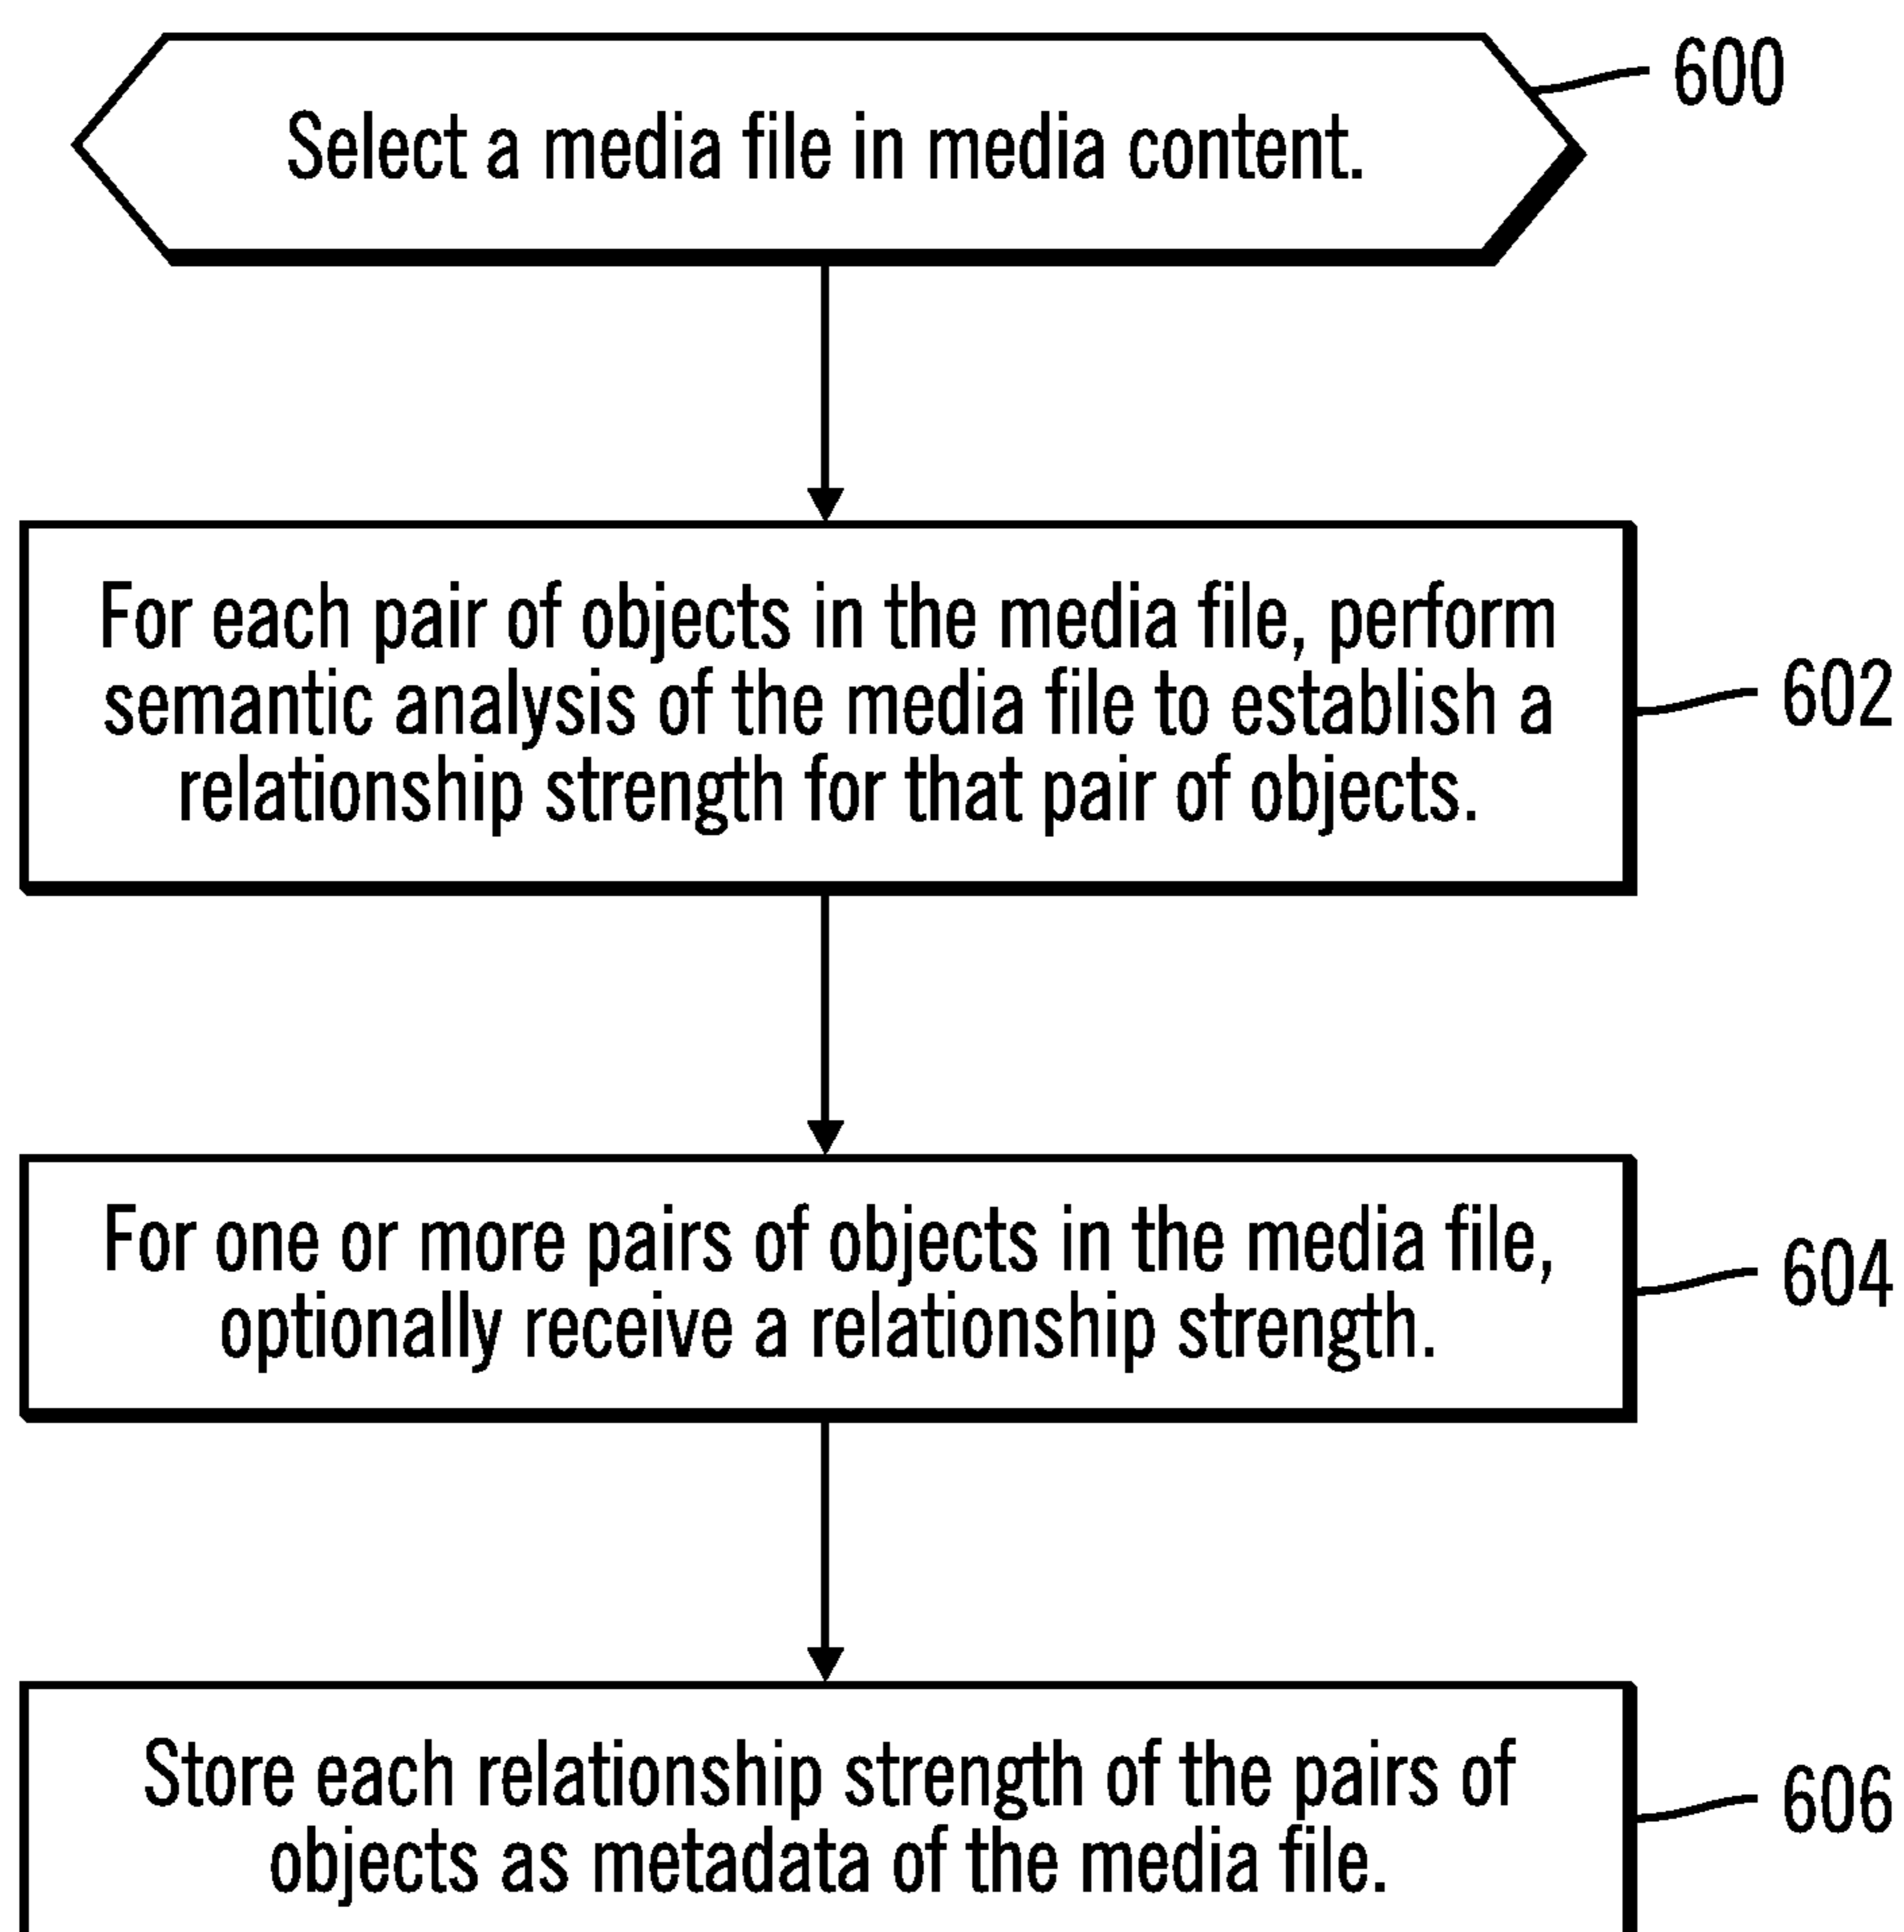 Select a media file in media content.
600
For each pair of objects in the media file, perform
semantic analysis of the media file to establish a
relationship strength for that pair of objects.
602
For one or more pairs of objects in the media file,
optionally receive a relationship strength.
604
Store each relationship strength of the pairs of
objects as metadata of the media file.
606